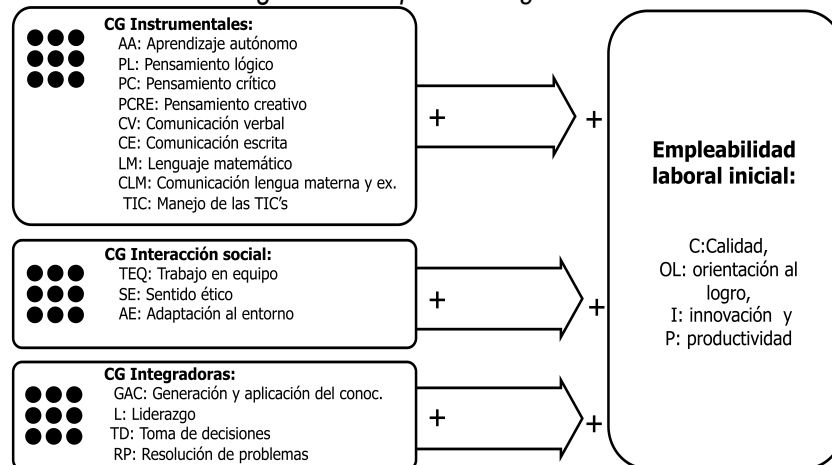 CG Instrumentales:
AA: Aprendizaje autónomo
PL: Pensamiento lógico
PC: Pensamiento crítico
PCRE: Pensamiento creativo
CV: Comunicación verbal
CE: Comunicación escrita
LM: Lenguaje matemático
CLM: Comunicación lengua materna y ex.
TIC: Manejo de las TIC's
+
+
CG Interacción social:
TEQ: Trabajo en equipo
SE: Sentido ético
AE: Adaptación al entorno
+
+
CG Integradoras:
GAC: Generación y aplicación del conoc.
L: Liderazgo
TD: Toma de decisiones
RP: Resolución de problemas
+
+
Empleabilidad
laboral inicial:
C:Calidad,
OL: orientación al
logro,
I: innovación y
P: productividad